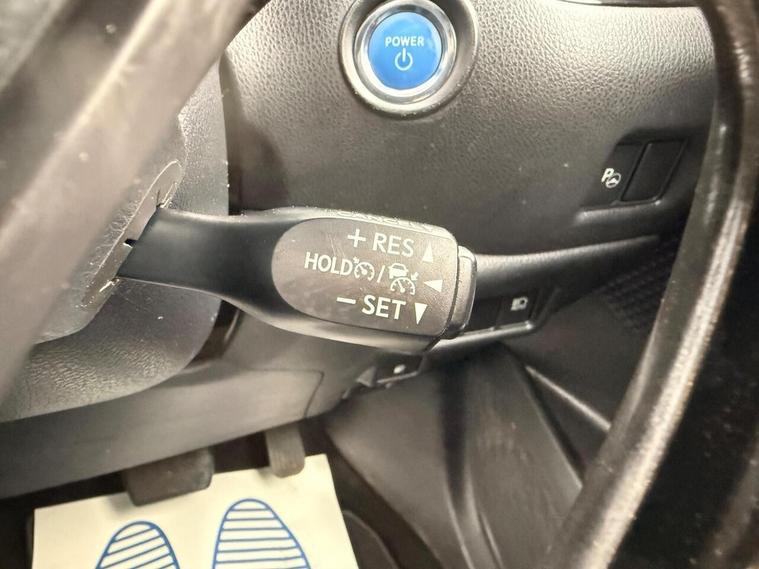 POWER
P
+ RES
HOLD /
− SET